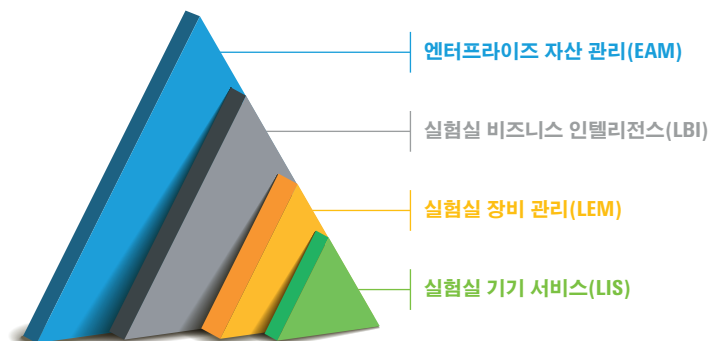 엔터프라이즈 자산 관리(EAM)
실험실 비즈니스 인텔리전스(LBI)
실험실 장비 관리(LEM)
실험실 기기 서비스(LIS)